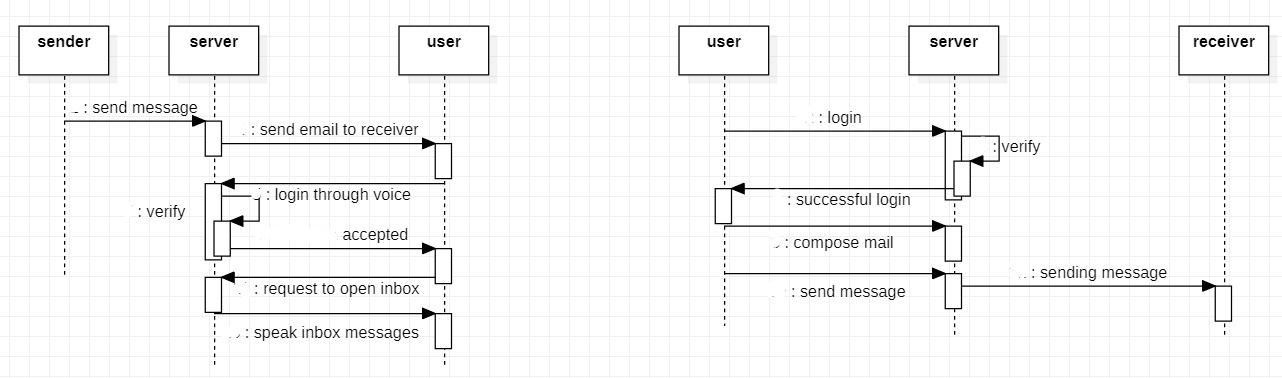 sender
server
user
: send message
: send email to receiver
: login through voice
: verify
accepted
: request to open inbox
: speak inbox messages
user
server
receiver
: login
: verify
: successful login
: compose mail
: sending message
: send message